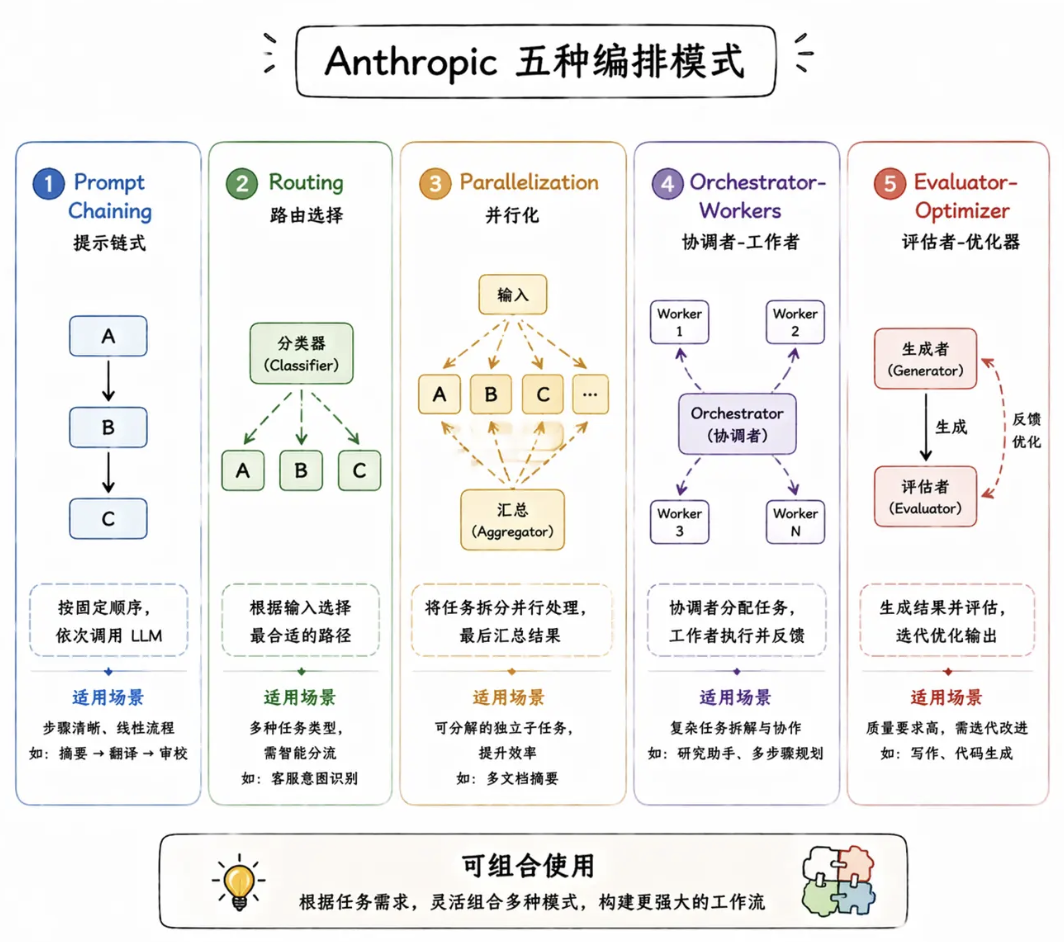 Anthropic 五种编排模式
1 Prompt
Chaining
提示链式
A
B
C
按固定顺序，
依次调用 LLM
适用场景
步骤清晰、线性流程
如：摘要 → 翻译 → 审校
2 Routing
路由选择
分类器
(Classifier)
A B C
根据输入选择
最合适的路径
适用场景
多种任务类型，
需智能分流
如：客服意图识别
3 Parallelization
并行化
输入
A B C ...
汇总
(Aggregator)
将任务拆分并行处理，
最后汇总结果
适用场景
可分解的独立子任务，
提升效率
如：多文档摘要
4 Orchestrator-
Workers
协调者-工作者
Worker
1
Worker
2
Orchestrator
(协调者)
Worker
3
Worker
N
协调者分配任务，
工作者执行并反馈
适用场景
复杂任务拆解与协作
如：研究助手、多步骤规划
5 Evaluator-
Optimizer
评估者-优化器
生成者
(Generator)
生成
反馈
优化
评估者
(Evaluator)
生成结果并评估，
迭代优化输出
适用场景
质量要求高，需迭代改进
如：写作、代码生成
可组合使用
根据任务需求，灵活组合多种模式，构建更强大的工作流